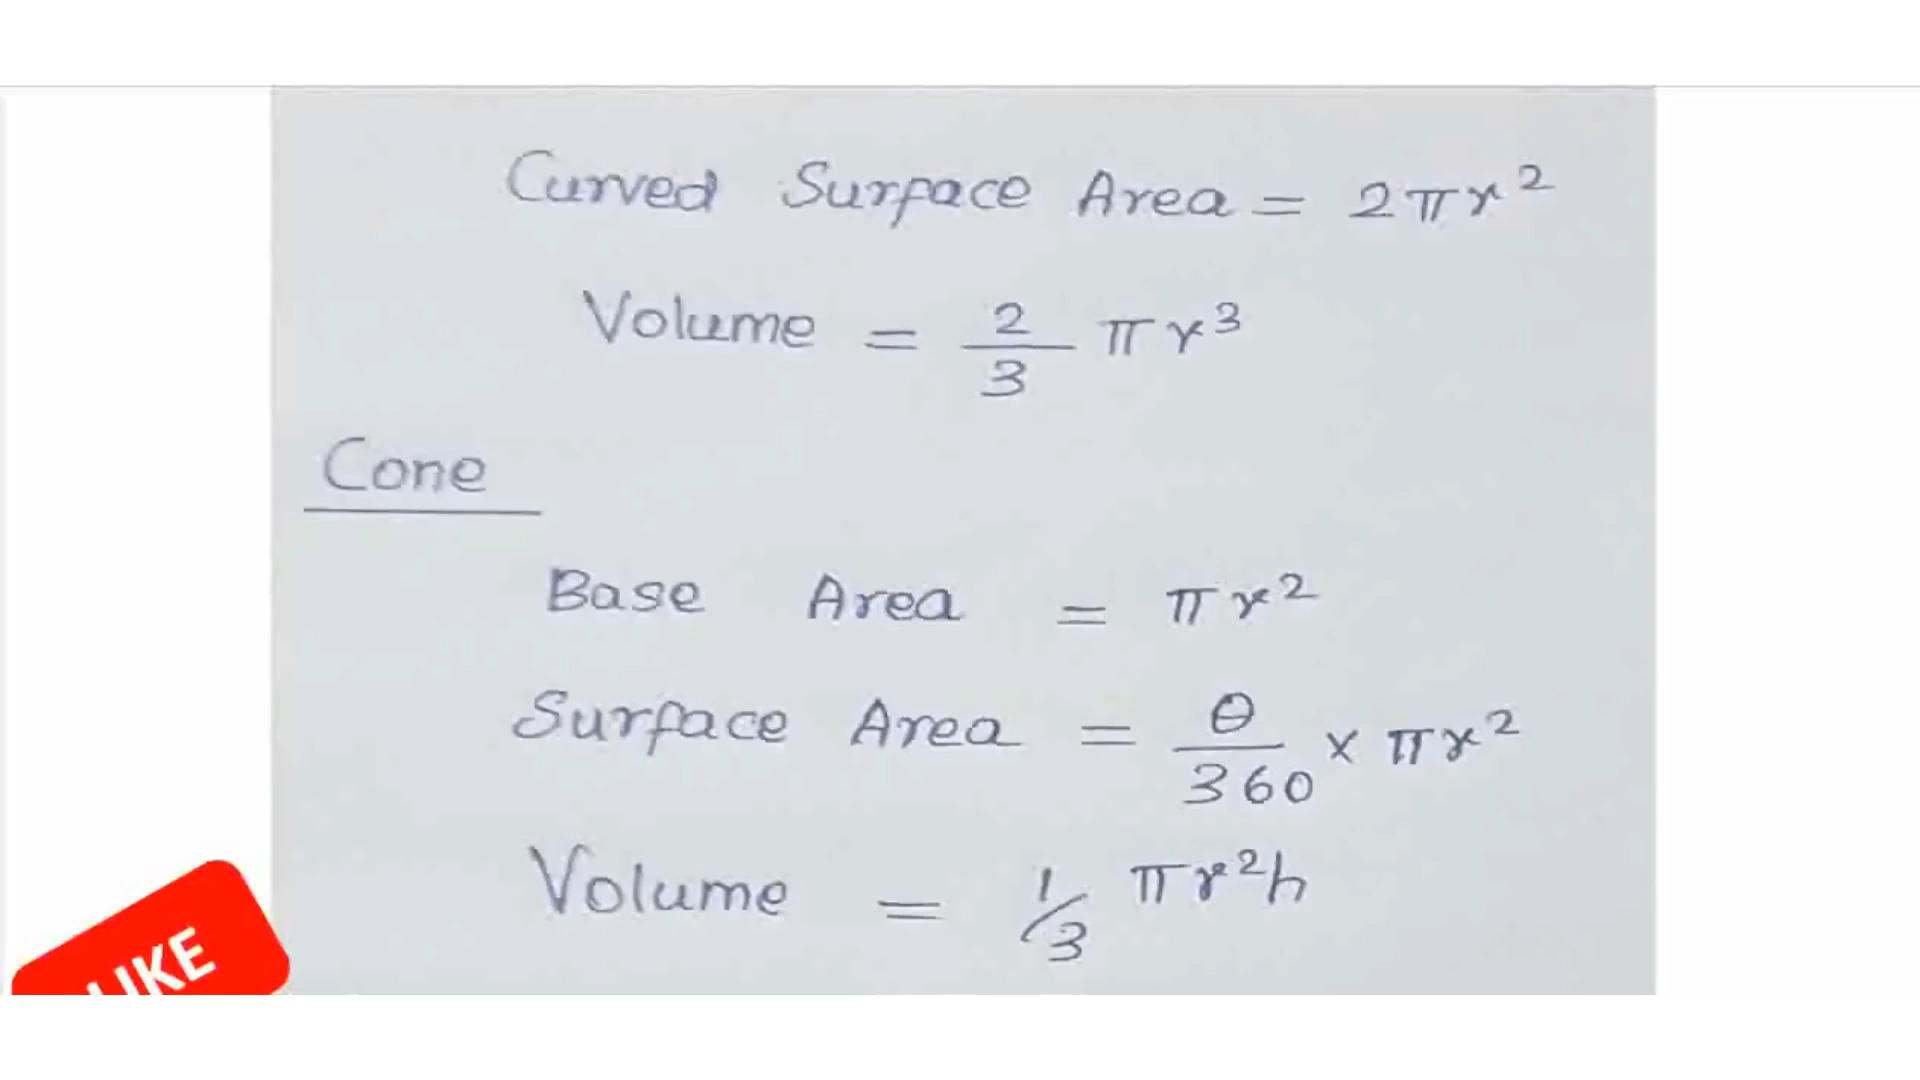 Curved Surface Area = 2πr²
Volume = 2/3 πr³
Cone
Base Area = πr²
Surface Area = θ/360 × πr²
Volume = 1/3 πr²h
LIKE